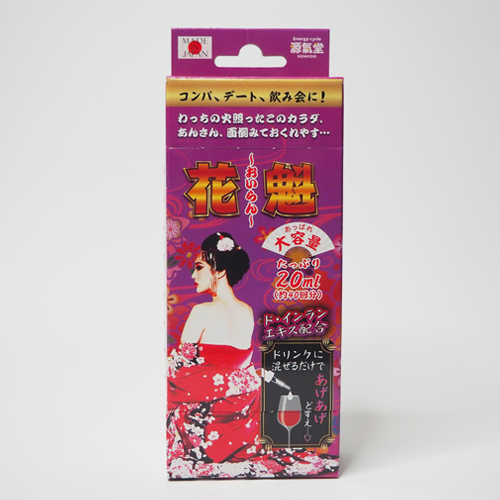 MADE IN JAPAN
Energy cycle
源氣堂
GENKIDO
コンパ、デート、飲み会に!
わっちの火照ったこのカラダ、
あんさん、面倒みておくれやす…
花魁
〜おいらん〜
あっぱれ
大容量
たっぷり
20ml
(約40回分)
ド・インラン
エキス配合
ドリンクに
混ぜるだけで
あげあげ
どすえ…♡